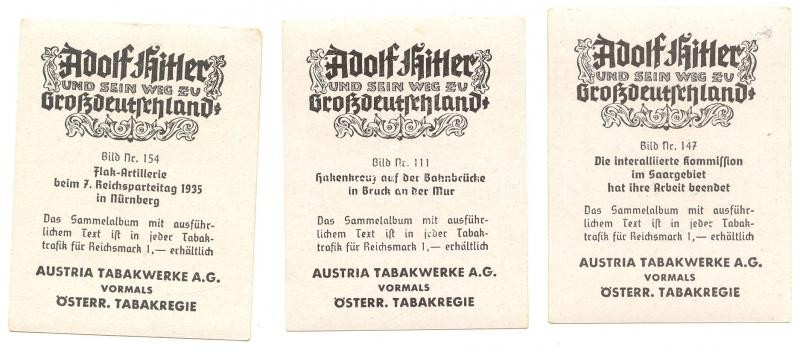 Adolf Hitler
UND SEIN WEG ZU
Großdeutschland
Bild Nr. 154
Flak-Artillerie
beim 7. Reichsparteitag 1935
in Nürnberg
Das Sammelalbum mit ausführ-
lichem Text ist in jeder Tabak-
trafik für Reichsmark 1,— erhältlich
AUSTRIA TABAKWERKE A.G.
VORMALS
ÖSTERR. TABAKREGIE
Adolf Hitler
UND SEIN WEG ZU
Großdeutschland
Bild Nr. 111
Hakenkreuz auf der Bahnbrücke
in Bruck an der Mur
Das Sammelalbum mit ausführ-
lichem Text ist in jeder Tabak-
trafik für Reichsmark 1,— erhältlich
AUSTRIA TABAKWERKE A.G.
VORMALS
ÖSTERR. TABAKREGIE
Adolf Hitler
UND SEIN WEG ZU
Großdeutschland
Bild Nr. 147
Die interalliierte Kommission
im Saargebiet
hat ihre Arbeit beendet
Das Sammelalbum mit ausführ-
lichem Text ist in jeder Tabak-
trafik für Reichsmark 1,— erhältlich
AUSTRIA TABAKWERKE A.G.
VORMALS
ÖSTERR. TABAKREGIE